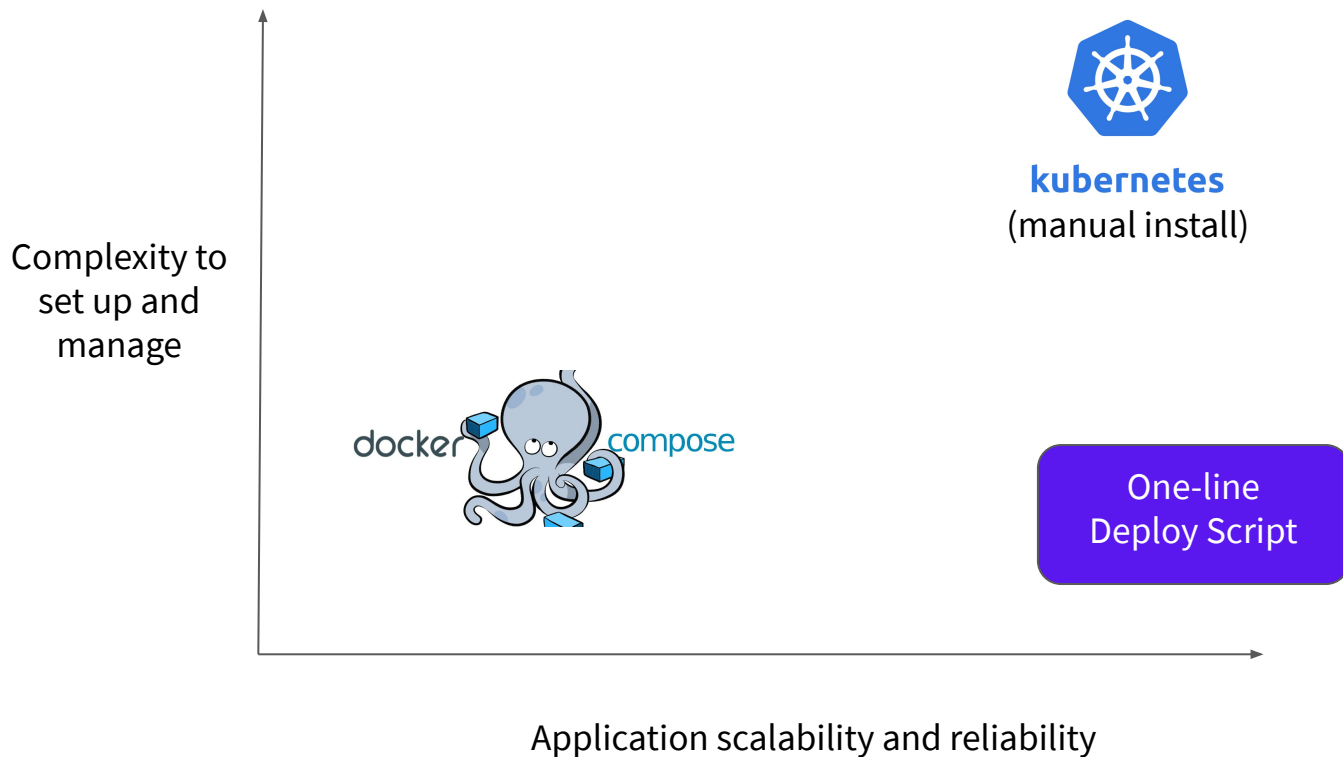 kubernetes
(manual install)
Complexity to
set up and
manage
docker compose
One-line
Deploy Script
Application scalability and reliability